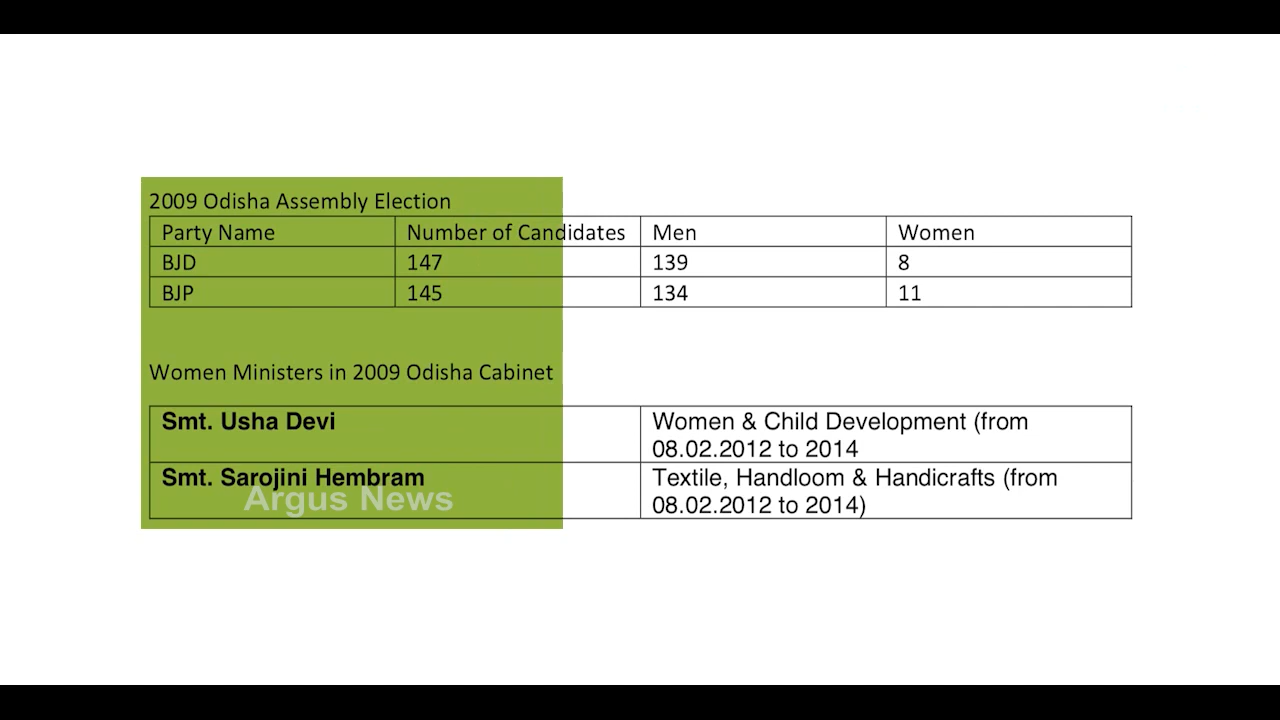 2009 Odisha Assembly Election
Party Name Number of Candidates Men Women
BJD 147 139 8
BJP 145 134 11
Women Ministers in 2009 Odisha Cabinet
Smt. Usha Devi Women & Child Development (from
08.02.2012 to 2014
Smt. Sarojini Hembram Textile, Handloom & Handicrafts (from
08.02.2012 to 2014)
Argus News